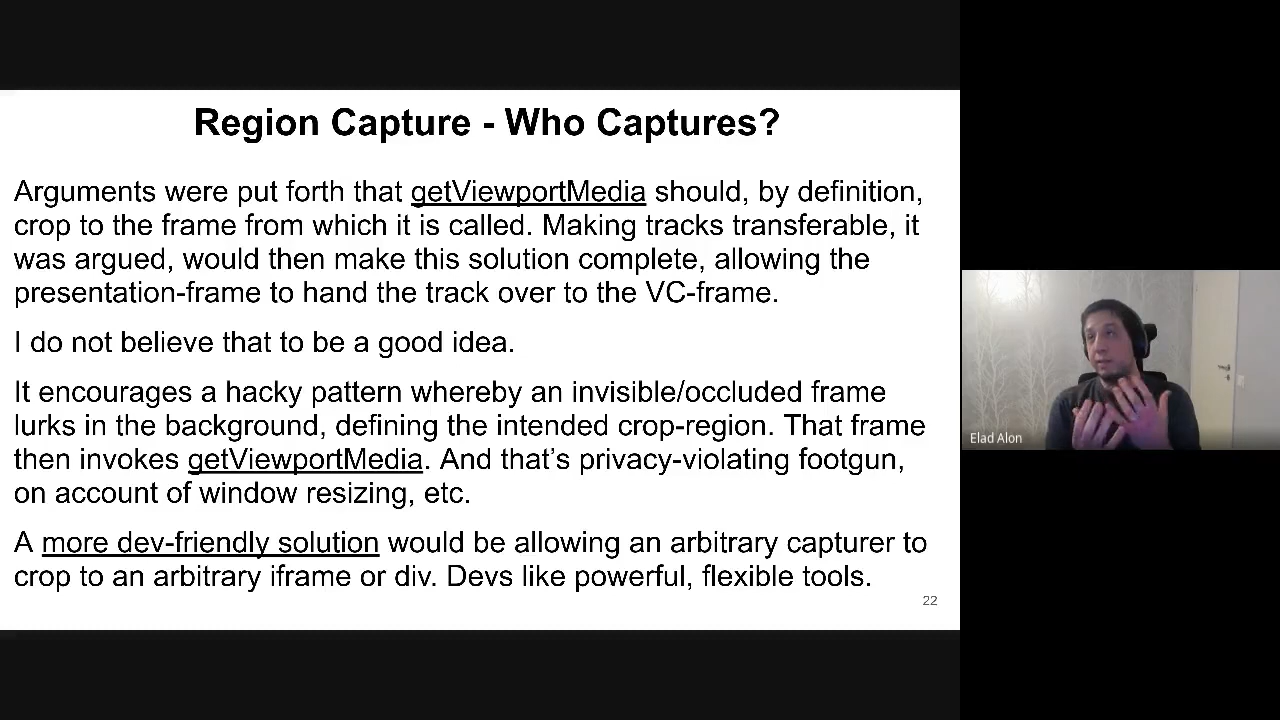 Region Capture - Who Captures?
Arguments were put forth that getViewportMedia should, by definition,
crop to the frame from which it is called. Making tracks transferable, it
was argued, would then make this solution complete, allowing the
presentation-frame to hand the track over to the VC-frame.
I do not believe that to be a good idea.
It encourages a hacky pattern whereby an invisible/occluded frame
lurks in the background, defining the intended crop-region. That frame
then invokes getViewportMedia. And that’s privacy-violating footgun,
on account of window resizing, etc.
A more dev-friendly solution would be allowing an arbitrary capturer to
crop to an arbitrary iframe or div. Devs like powerful, flexible tools.
22
Elad Alon